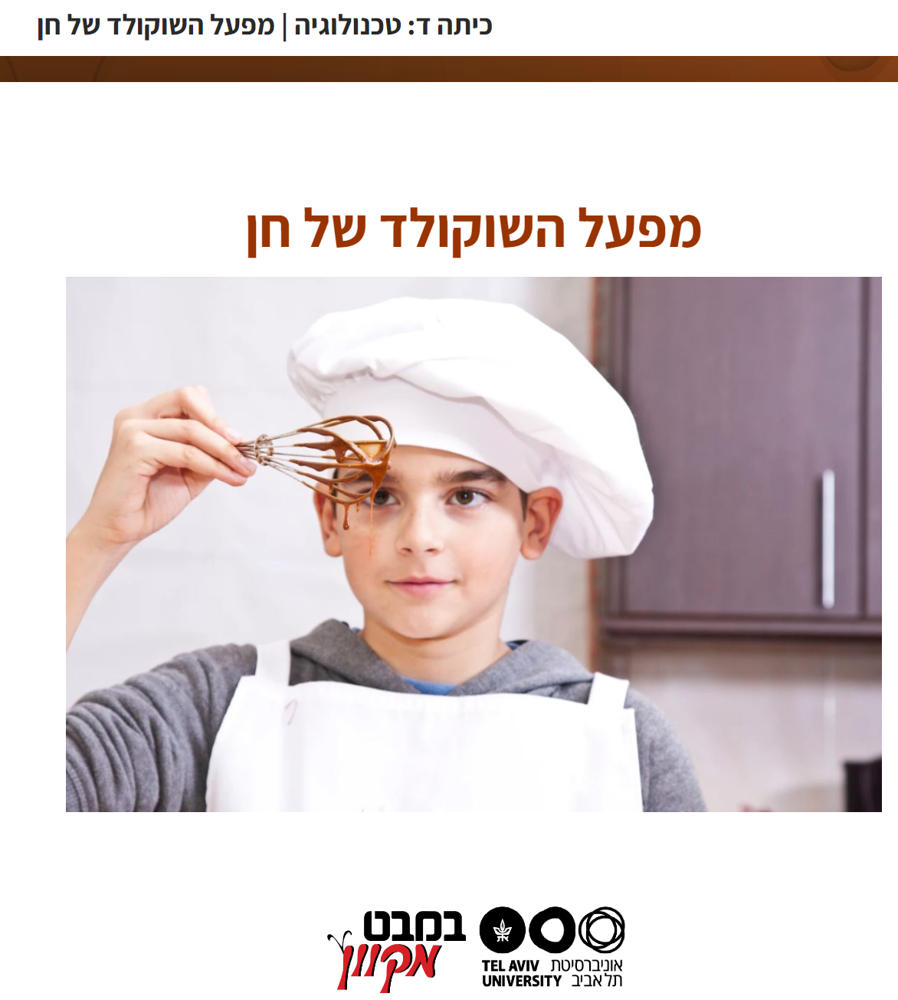 כיתה ד: טכנולוגיה | מפעל השוקולד של חן
מפעל השוקולד של חן
במבט
מקוון
TEL AVIV אוניברסיטת
UNIVERSITY תל אביב